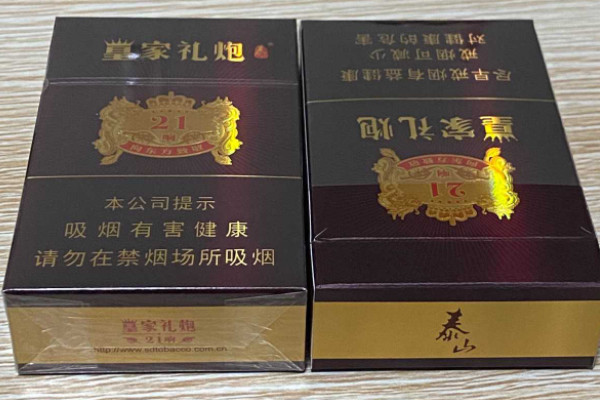 皇家礼炮
21
响
本公司提示
吸烟有害健康
请勿在禁烟场所吸烟
皇家礼炮
21响
21
响
皇家礼炮
尽早戒烟有益健康
戒烟可减少
对健康的危害
泰山